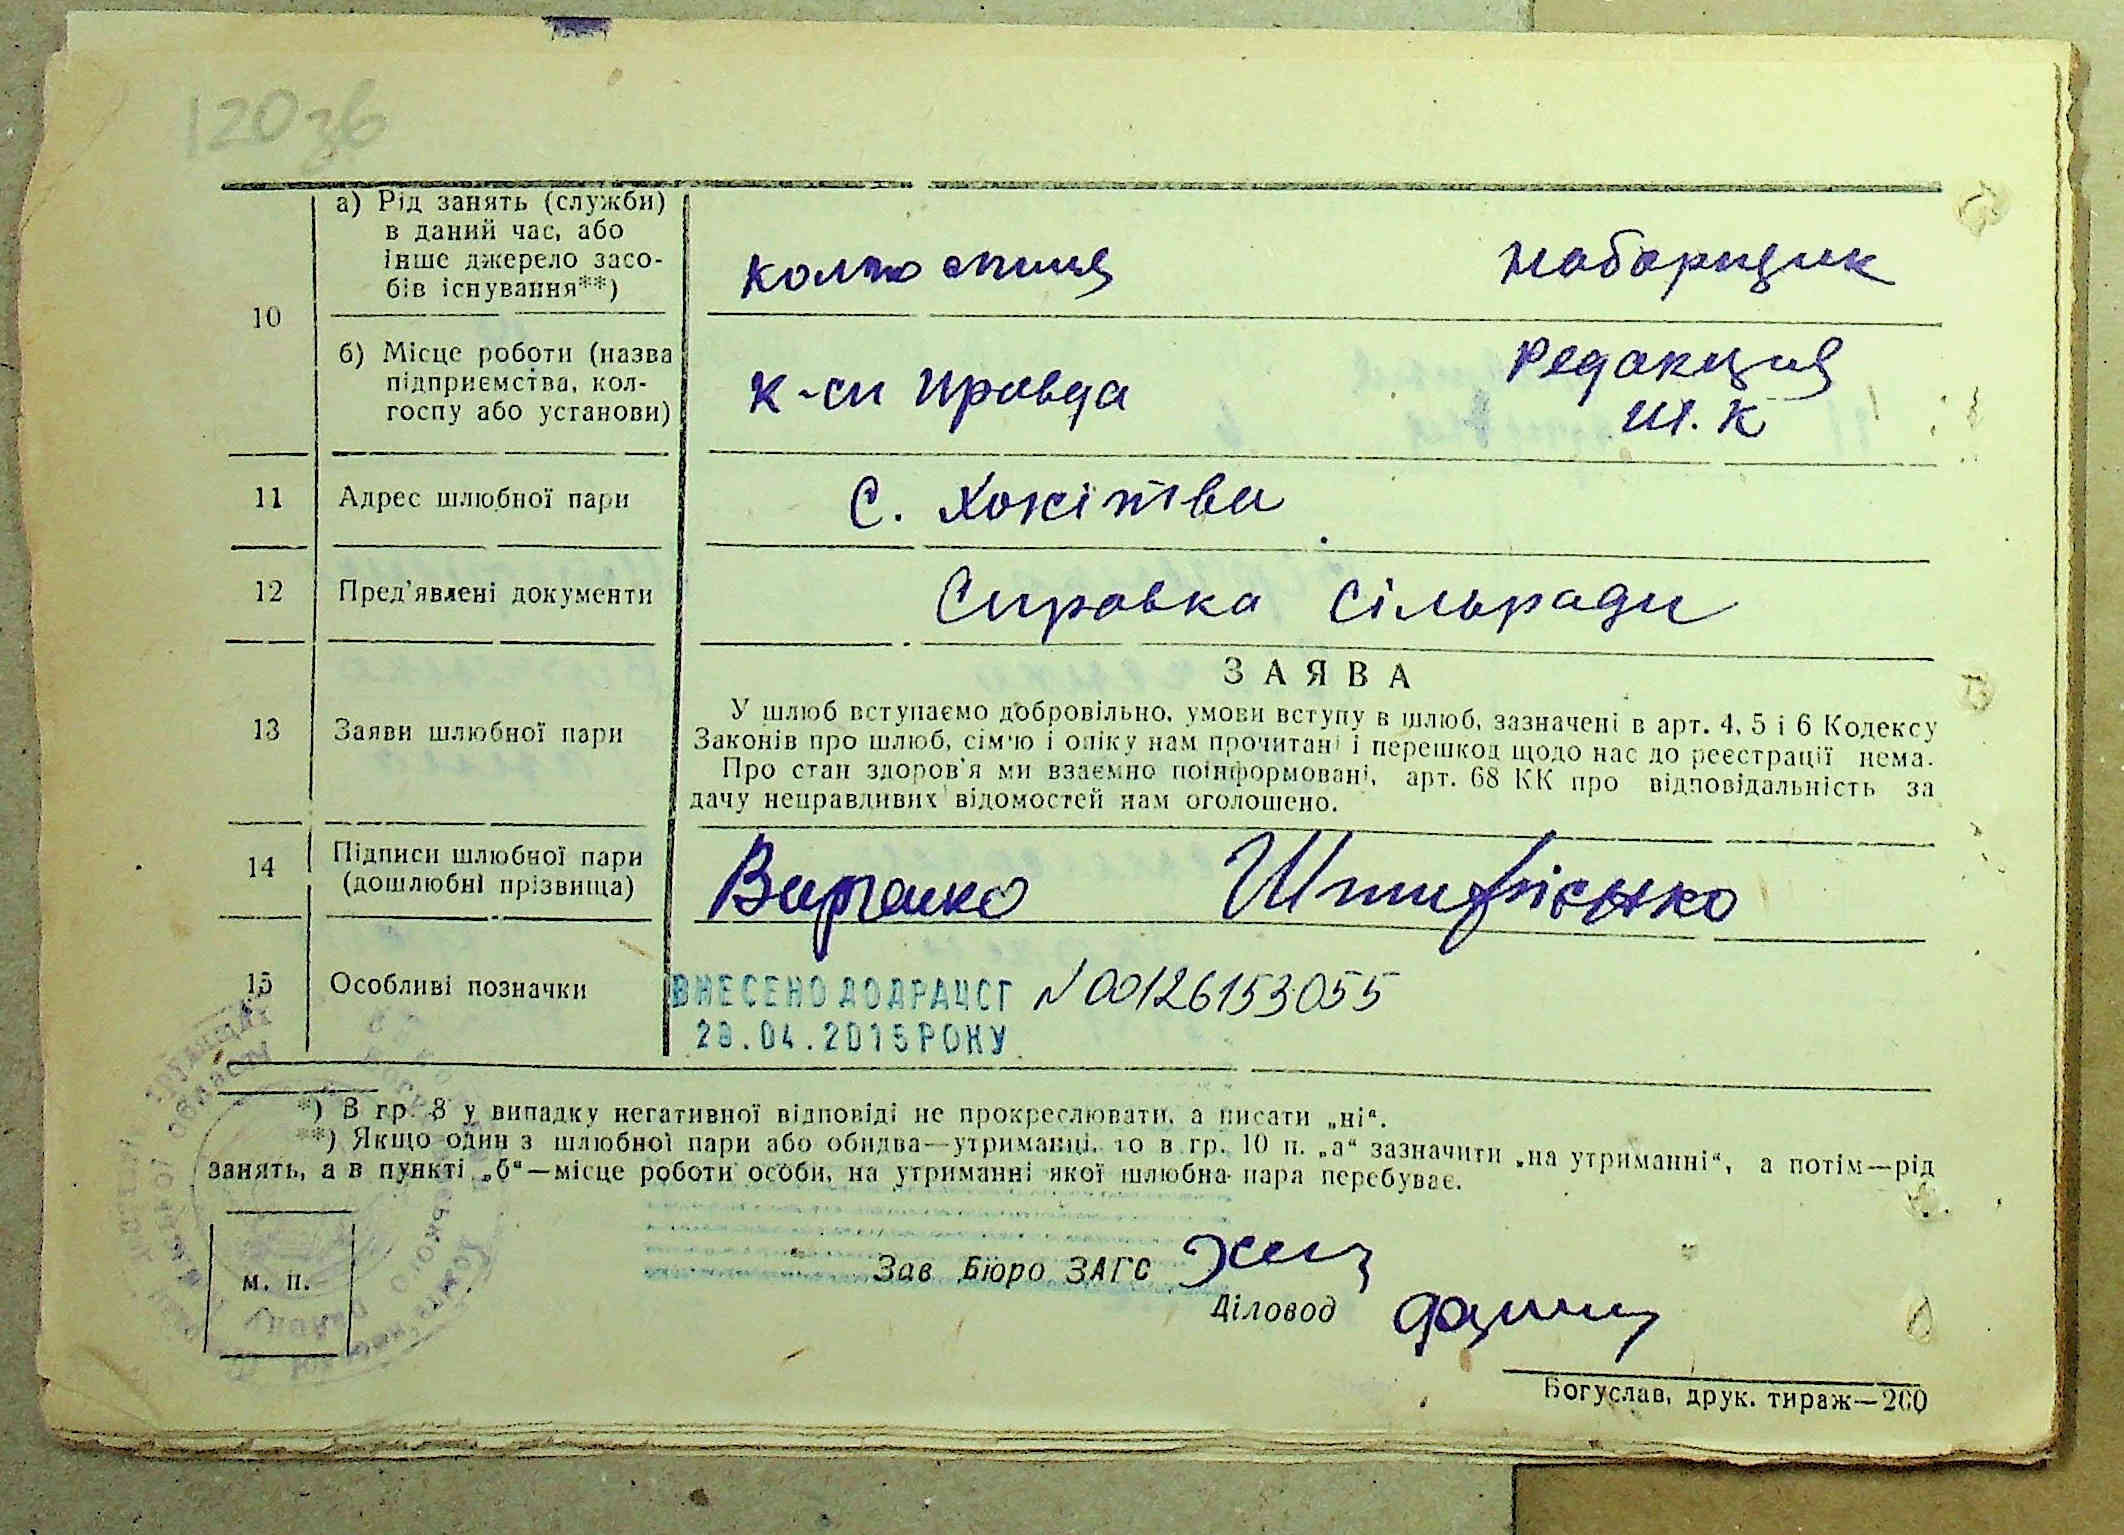 120 зв
а) Рід занять (служби)
в даний час, або
інше джерело засо-
бів існування**)
10
наборщик
б) Місце роботи (назва
підприємства, кол-
госпу або установи)
к-сп Правда
Редакция
Ш. К
11
Адрес шлюбної пари
С. Хохітва
12
Пред'явлені документи
Справка Сільради
ЗАЯВА
13
Заяви шлюбної пари
У шлюб вступаємо добровільно, умови вступу в шлюб, зазначені в арт. 4, 5 і 6 Кодексу
Законів про шлюб, сім'ю і опіку нам прочитані і перешкод щодо нас до реєстрації нема.
Про стан здоров'я ми взаємно поінформовані, арт. 68 КК про відповідальність за
дачу неправдивих відомостей нам оголошено.
14
Підписи шлюбної пари
(дошлюбні прізвища)
15
Особливі позначки
ВНЕСЕНО ДО ДРАЦСГ N 00126153055
28.04.2015 РОКУ
*) В гр. 8 у випадку негативної відповіді не прокреслювати, а писати „ні“.
**) Якщо один з шлюбної пари або обидва—утриманці, то в гр. 10 п. „а“ зазначити „на утриманні“, а потім—рід
занять, а в пункті „б“—місце роботи особи, на утриманні якої шлюбна пара перебуває.
м. п.
Зав Бюро ЗАГС
Діловод
Богуслав, друк. тираж—200